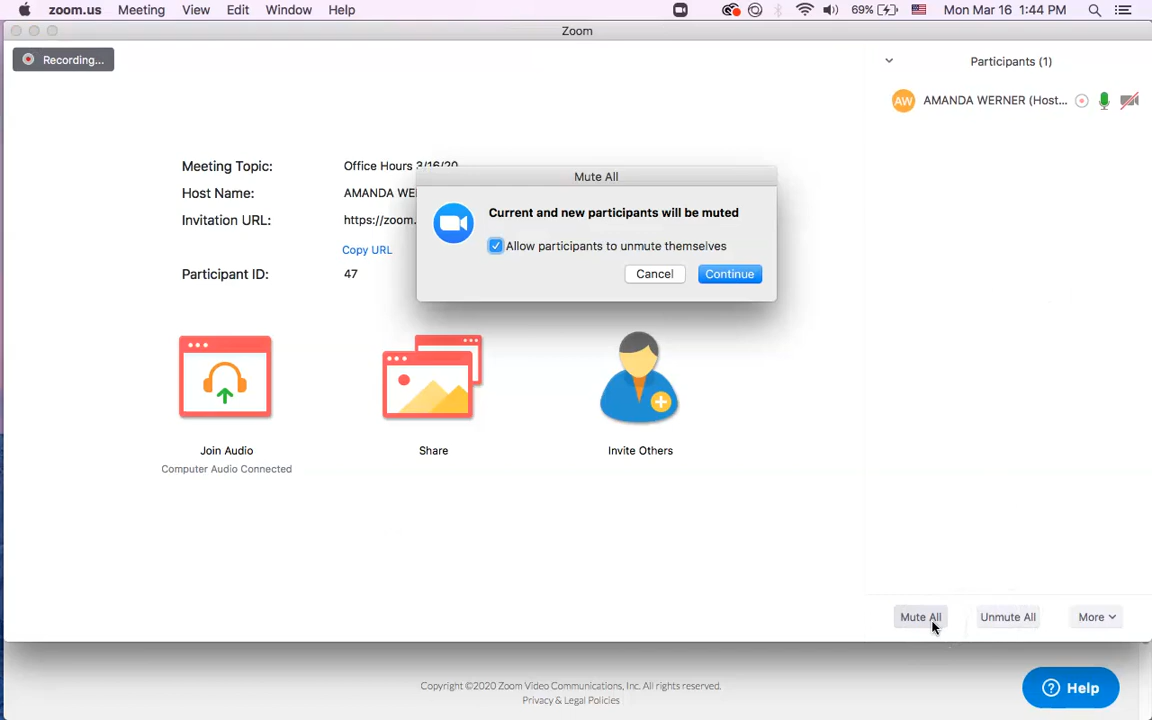 zoom.us Meeting View Edit Window Help 69% Mon Mar 16 1:44 PM
Zoom
Recording...
Participants (1)
AW AMANDA WERNER (Host...
Meeting Topic: Office Hours 3/16/20
Host Name: AMANDA WE
Invitation URL: https://zoom.
Copy URL
Participant ID: 47
Mute All
Current and new participants will be muted
Allow participants to unmute themselves
Cancel Continue
Join Audio Share Invite Others
Computer Audio Connected
Mute All Unmute All More
Copyright ©2020 Zoom Video Communications, Inc. All rights reserved.
Privacy & Legal Policies
? Help